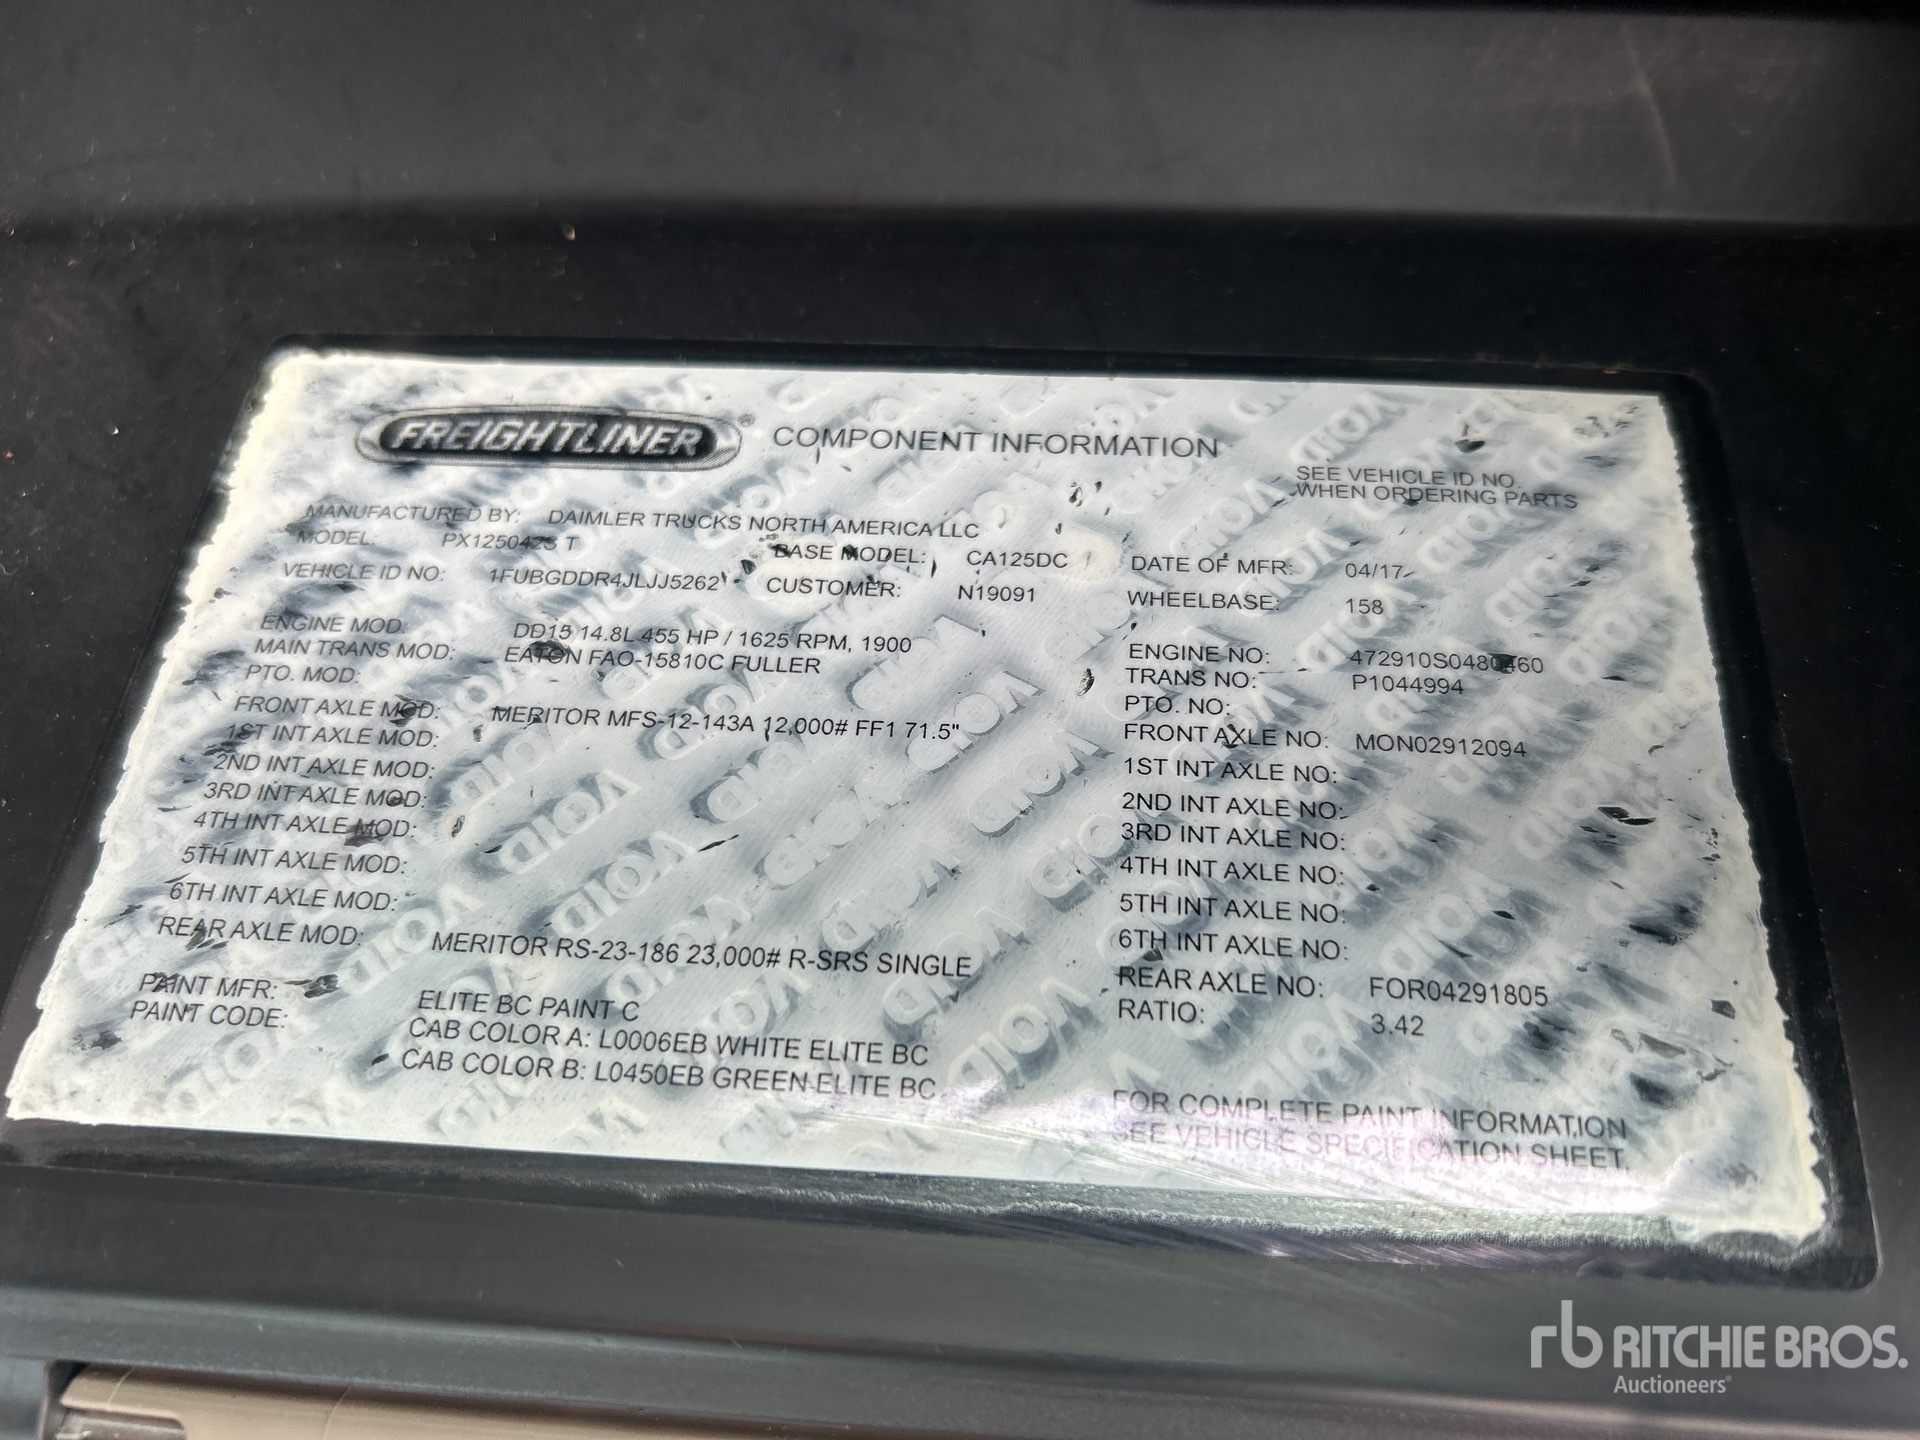 FREIGHTLINER® COMPONENT INFORMATION
SEE VEHICLE ID NO.
WHEN ORDERING PARTS
MANUFACTURED BY: DAIMLER TRUCKS NORTH AMERICA LLC
MODEL: PX125042S T BASE MODEL: CA125DC DATE OF MFR: 04/17
VEHICLE ID NO: 1FUBGDDR4JLJJ5262 CUSTOMER: N19091 WHEELBASE: 158
ENGINE MOD: DD15 14.8L 455 HP / 1625 RPM, 1900 ENGINE NO: 472910S0480460
MAIN TRANS MOD: EATON FAO-15810C FULLER TRANS NO: P1044994
PTO. MOD: PTO. NO:
FRONT AXLE MOD: MERITOR MFS-12-143A 12,000# FF1 71.5" FRONT AXLE NO: MON02912094
1ST INT AXLE MOD: 1ST INT AXLE NO:
2ND INT AXLE MOD: 2ND INT AXLE NO:
3RD INT AXLE MOD: 3RD INT AXLE NO:
4TH INT AXLE MOD: 4TH INT AXLE NO:
5TH INT AXLE MOD: 5TH INT AXLE NO:
6TH INT AXLE MOD: 6TH INT AXLE NO:
REAR AXLE MOD: MERITOR RS-23-186 23,000# R-SRS SINGLE REAR AXLE NO: FOR04291805
RATIO: 3.42
PAINT MFR: ELITE BC PAINT C
PAINT CODE: CAB COLOR A: L0006EB WHITE ELITE BC
CAB COLOR B: L0450EB GREEN ELITE BC
FOR COMPLETE PAINT INFORMATION
SEE VEHICLE SPECIFICATION SHEET.
rb RITCHIE BROS.
Auctioneers